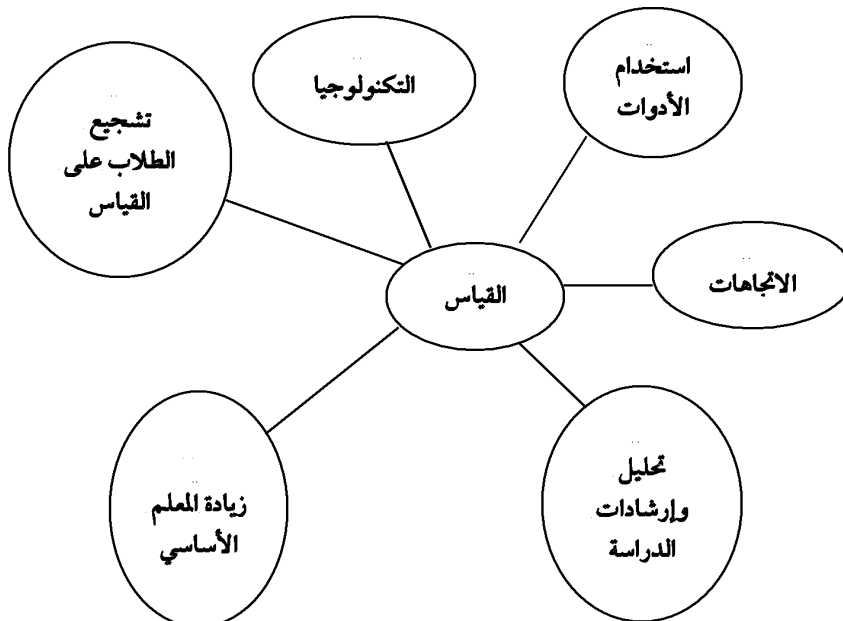 استخدام
الأدوات
التكنولوجيا
تشجيع
الطلاب على
القياس
الاتجاهات
القياس
تحليل
وإرشادات
الدراسة
زيادة المعلم
الأساسي